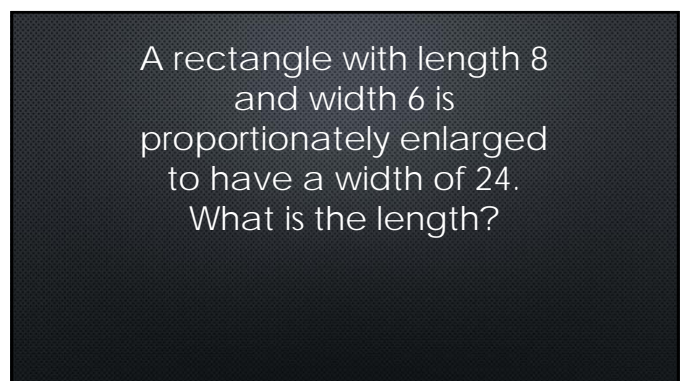 A rectangle with length 8
and width 6 is
proportionately enlarged
to have a width of 24.
What is the length?